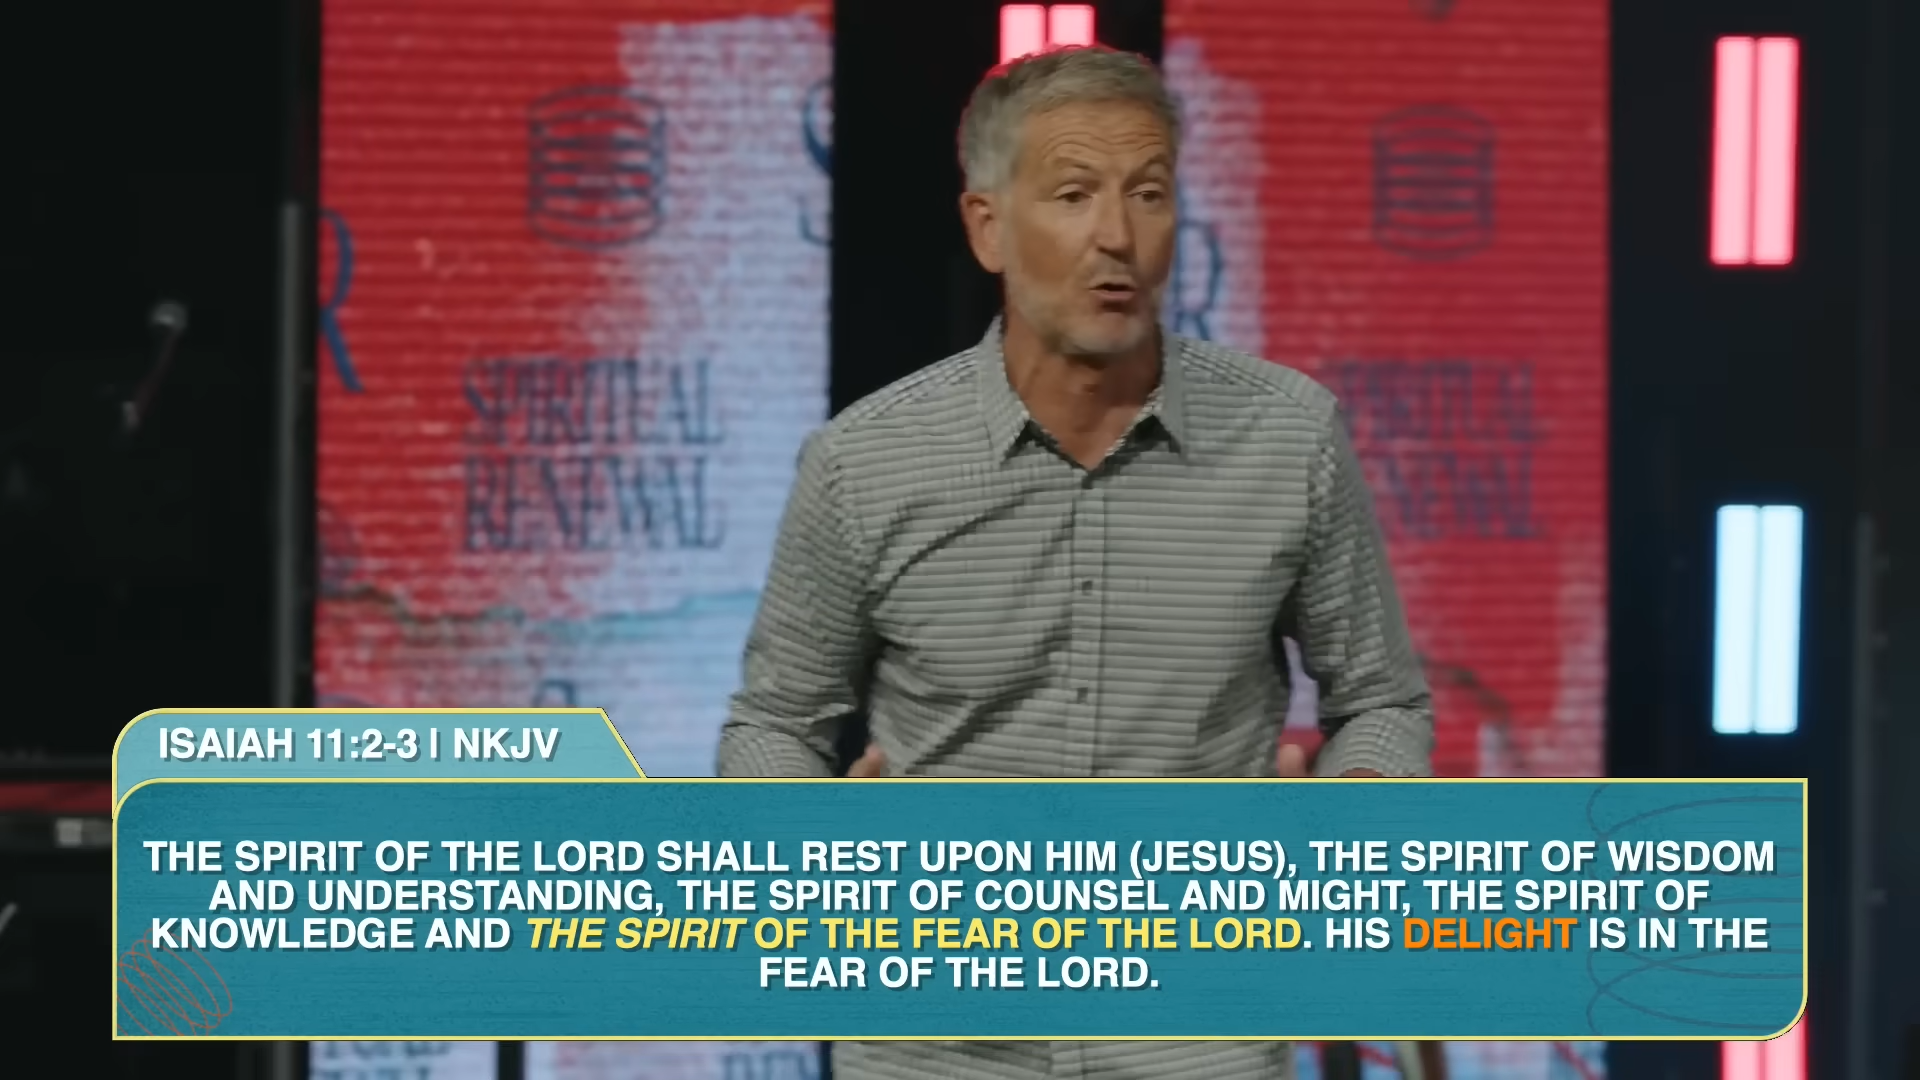 SPIRITUAL
RENEWAL
SPIRITUAL
RENEWAL
ISAIAH 11:2-3 | NKJV
THE SPIRIT OF THE LORD SHALL REST UPON HIM (JESUS), THE SPIRIT OF WISDOM
AND UNDERSTANDING, THE SPIRIT OF COUNSEL AND MIGHT, THE SPIRIT OF
KNOWLEDGE AND THE SPIRIT OF THE FEAR OF THE LORD. HIS DELIGHT IS IN THE
FEAR OF THE LORD.